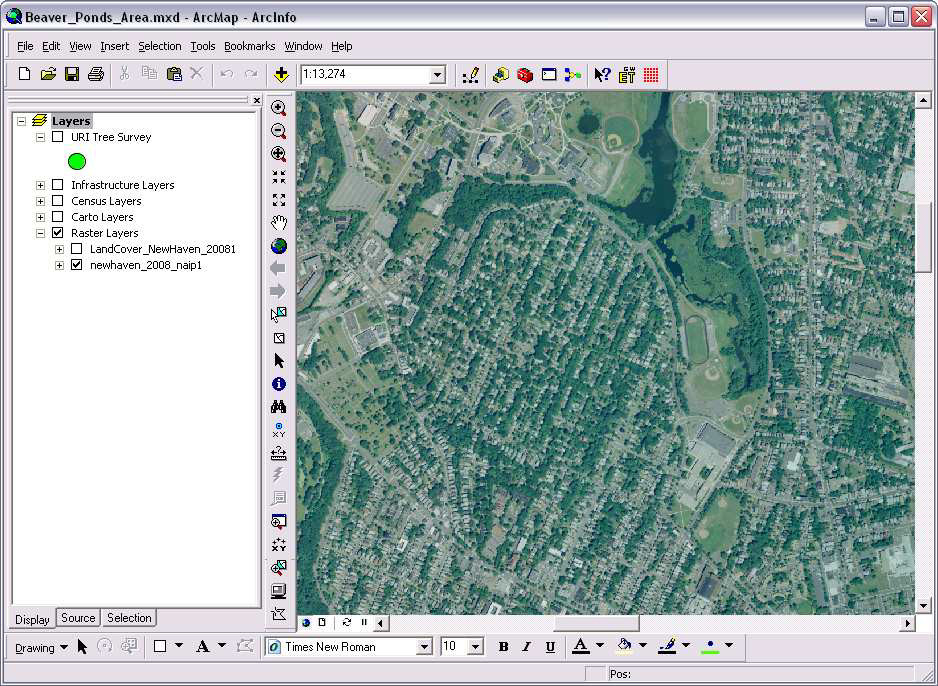 Beaver_Ponds_Area.mxd - ArcMap - ArcInfo
File Edit View Insert Selection Tools Bookmarks Window Help
1:13,274
Layers
URI Tree Survey
Infrastructure Layers
Census Layers
Carto Layers
Raster Layers
LandCover_NewHaven_20081
newhaven_2008_naip1
Display Source Selection
Drawing A Times New Roman 10 B I U A
Pos: